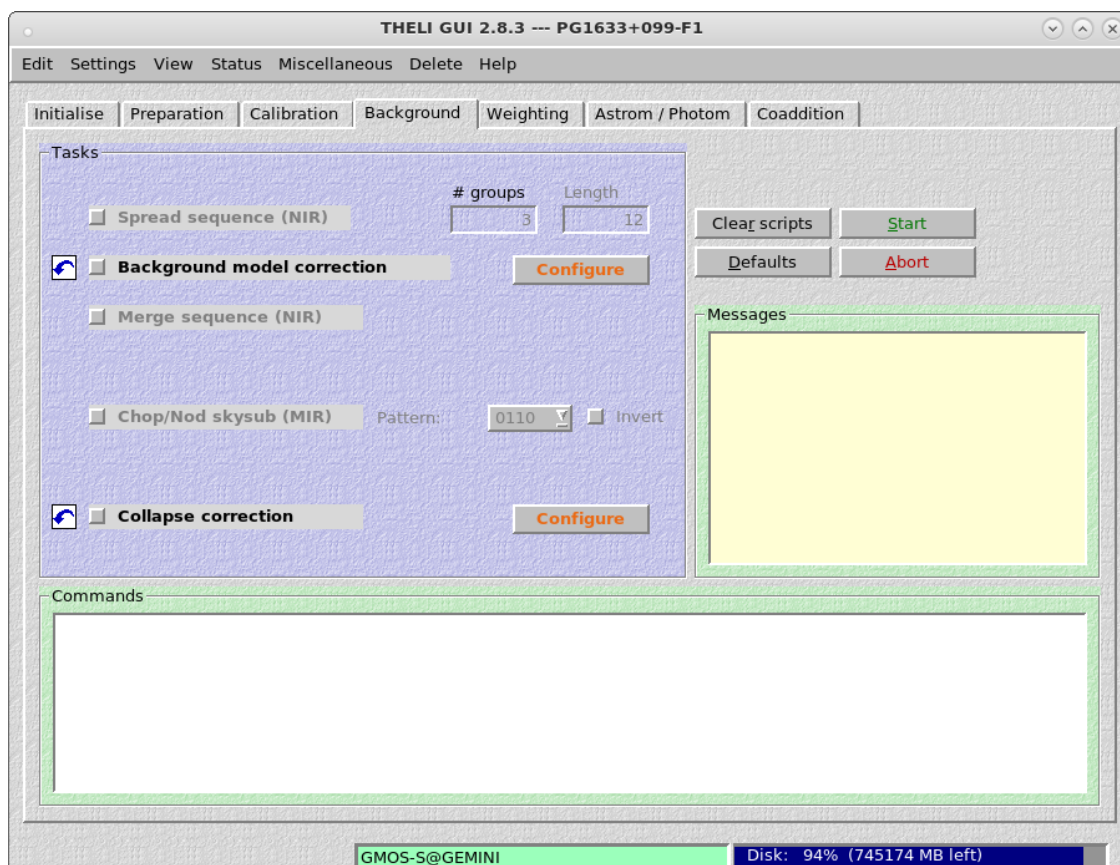 THELI GUI 2.8.3 --- PG1633+099-F1
Edit Settings View Status Miscellaneous Delete Help
Initialise Preparation Calibration Background Weighting Astrom / Photom Coaddition
Tasks
# groups Length
Spread sequence (NIR) 3 12
Clear scripts Start
Background model correction Configure
Defaults Abort
Merge sequence (NIR)
Messages
Chop/Nod skysub (MIR) Pattern: 0110 Invert
Collapse correction Configure
Commands
GMOS-S@GEMINI Disk: 94% (745174 MB left)